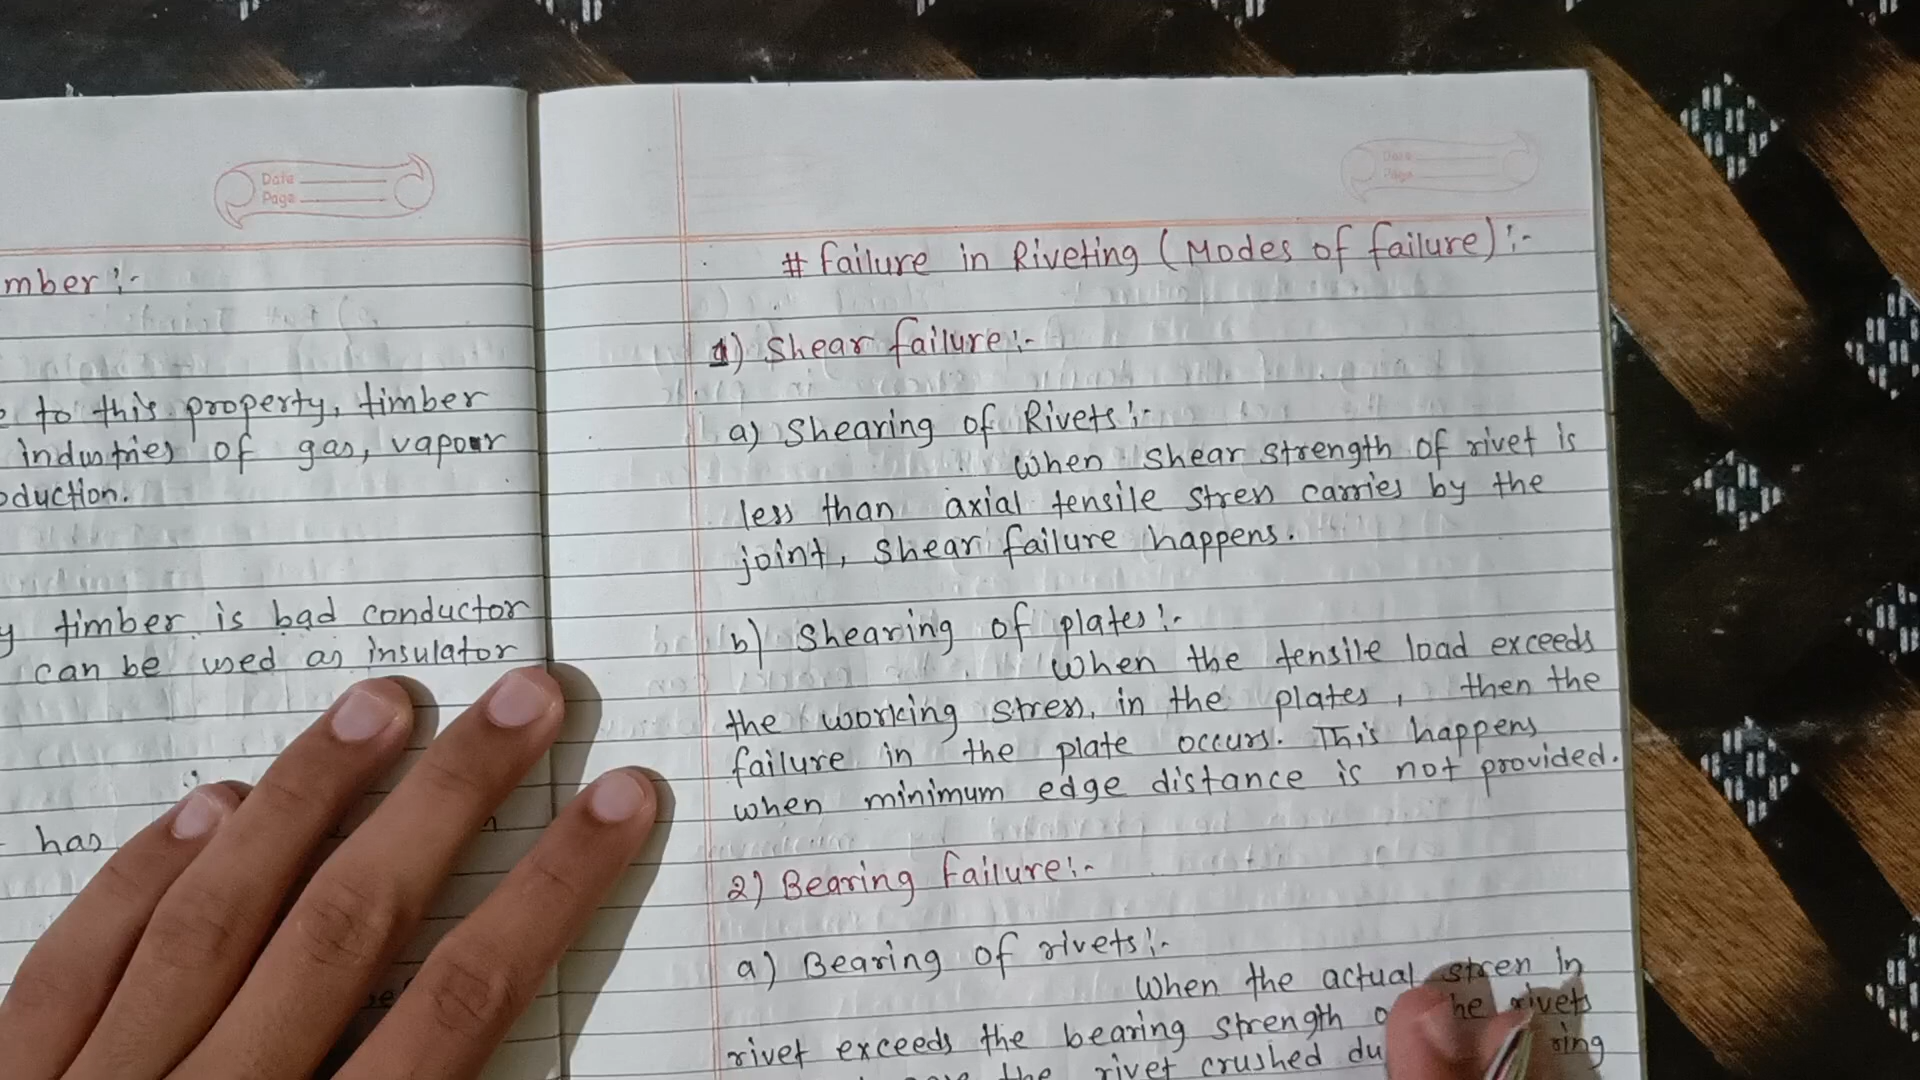 Date
Page
mber :-
to this property, timber
industries of gas, vapour
oduction.
timber is bad conductor
can be used as insulator
has
Date
Page
# Failure in Riveting (Modes of failure) :-
1) Shear failure :-
a) Shearing of Rivets :-
When shear strength of rivet is
less than axial tensile stress carries by the
joint, shear failure happens.
b) Shearing of plates :-
When the tensile load exceeds
the working stress, in the plates, then the
failure in the plate occurs. This happens
when minimum edge distance is not provided.
2) Bearing Failure :-
a) Bearing of rivets :-
When the actual stress in
rivet exceeds the bearing strength rivets
the rivet crushed